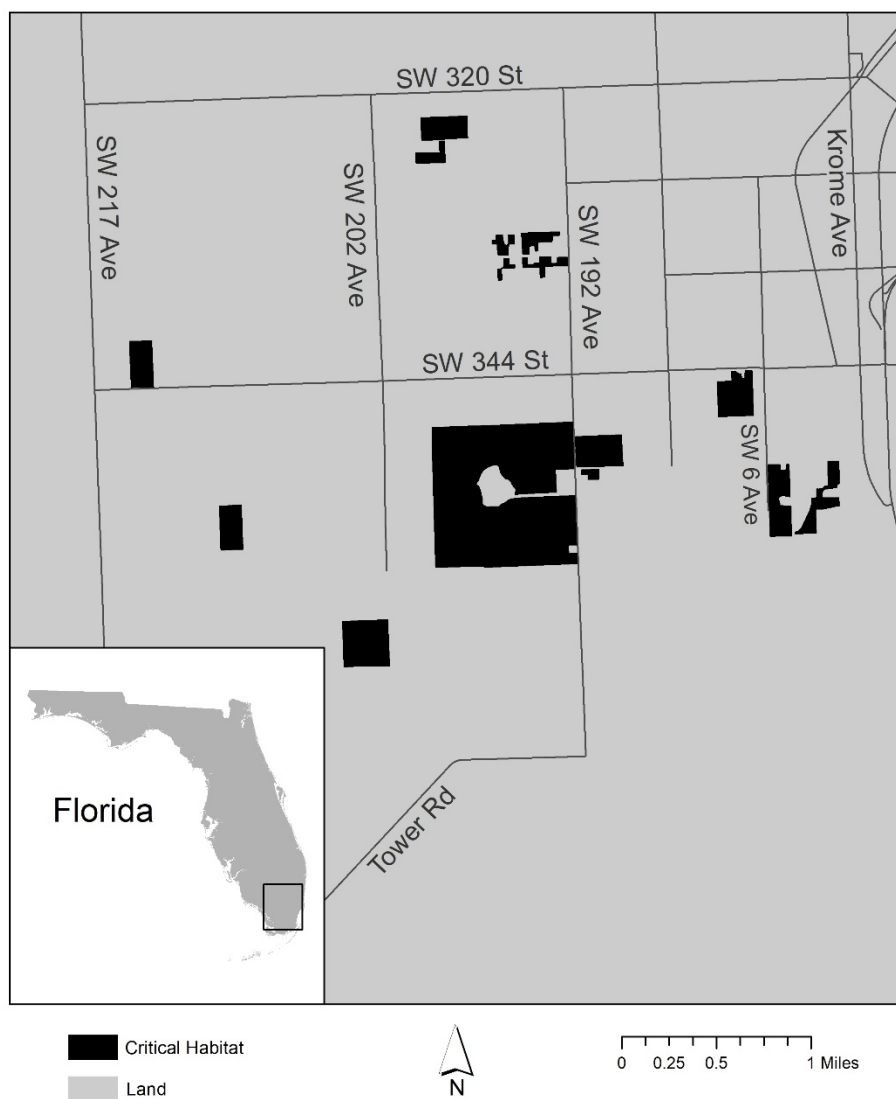 SW 320 St
SW 217 Ave
SW 202 Ave
SW 192 Ave
Krome Ave
SW 344 St
SW 6 Ave
Tower Rd
Florida
Critical Habitat
Land
N
0 0.25 0.5 1 Miles